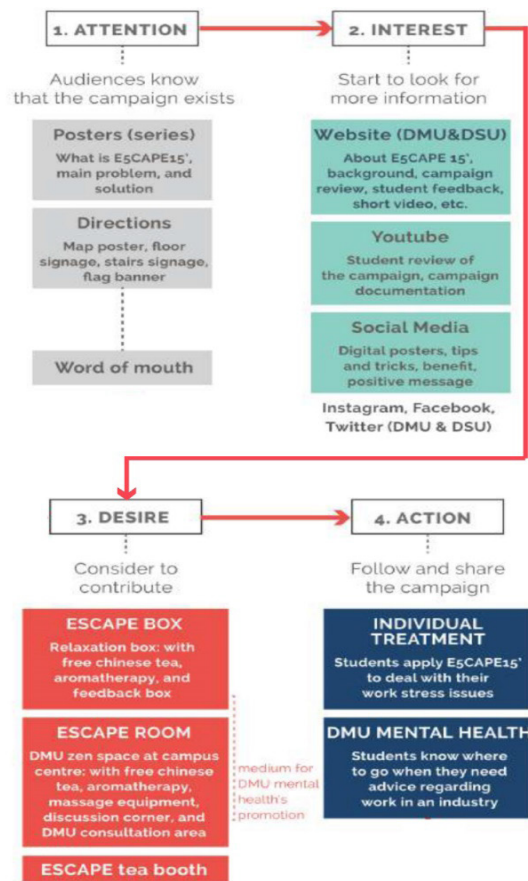 1. ATTENTION
Audiences know
that the campaign exists
Posters (series)
What is E5CAPE15',
main problem, and
solution
Directions
Map poster, floor
signage, stairs signage,
flag banner
Word of mouth
2. INTEREST
Start to look for
more information
Website (DMU&DSU)
About E5CAPE 15',
background, campaign
review, student feedback,
short video, etc.
Youtube
Student review of
the campaign, campaign
documentation
Social Media
Digital posters, tips
and tricks, benefit,
positive message
Instagram, Facebook,
Twitter (DMU & DSU)
3. DESIRE
Consider to
contribute
ESCAPE BOX
Relaxation box: with
free chinese tea,
aromatherapy, and
feedback box
ESCAPE ROOM
DMU zen space at campus
centre: with free chinese
tea, aromatherapy,
massage equipment,
discussion corner, and
DMU consultation area
medium for
DMU mental
health's
promotion
ESCAPE tea booth
4. ACTION
Follow and share
the campaign
INDIVIDUAL
TREATMENT
Students apply E5CAPE15'
to deal with their
work stress issues
DMU MENTAL HEALTH
Students know where
to go when they need
advice regarding
work in an industry